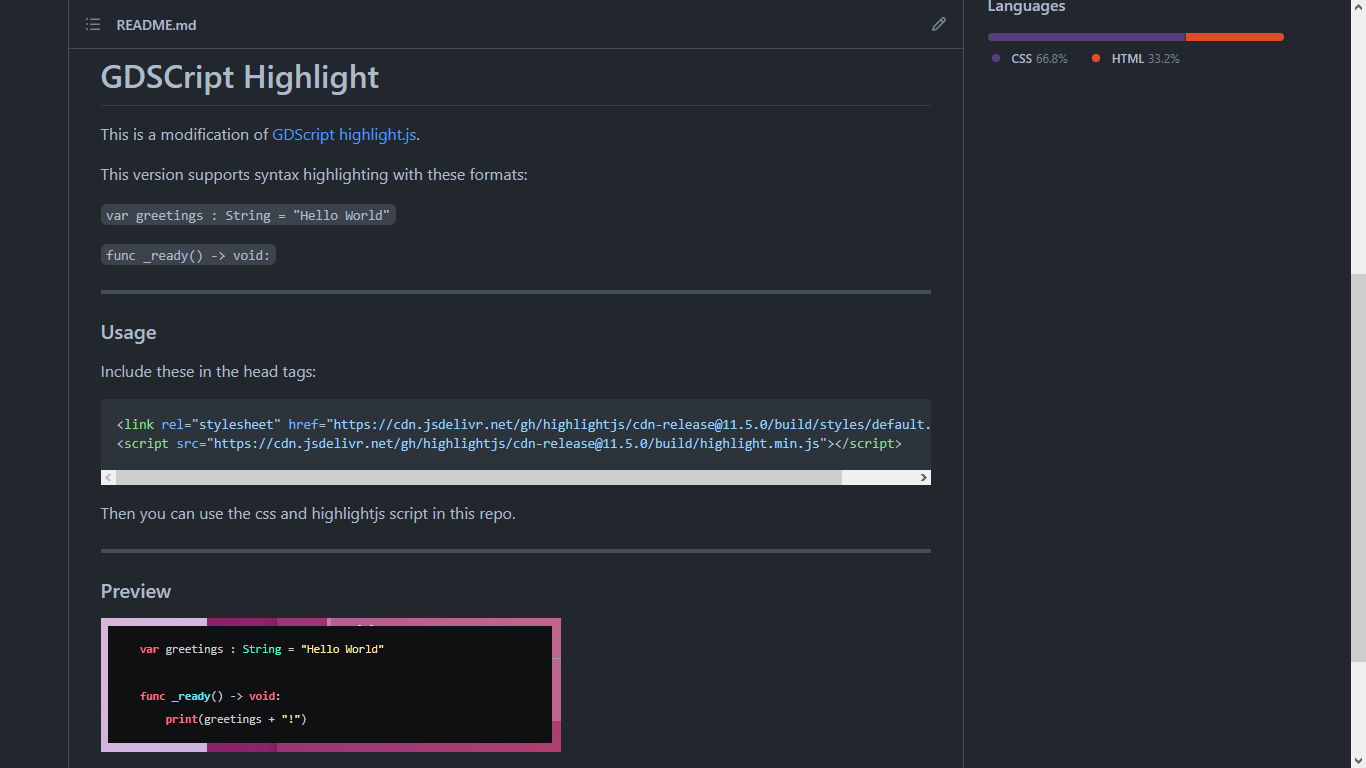 README.md
GDSCript Highlight
This is a modification of GDScript highlight.js.
This version supports syntax highlighting with these formats:
var greetings : String = "Hello World"
func _ready() -> void:
Usage
Include these in the head tags:
<link rel="stylesheet" href="https://cdn.jsdelivr.net/gh/highlightjs/cdn-release@11.5.0/build/styles/default.
<script src="https://cdn.jsdelivr.net/gh/highlightjs/cdn-release@11.5.0/build/highlight.min.js"></script>
Then you can use the css and highlightjs script in this repo.
Preview
var greetings : String = "Hello World"
func _ready() -> void:
print(greetings + "!")
Languages
CSS 66.8% HTML 33.2%